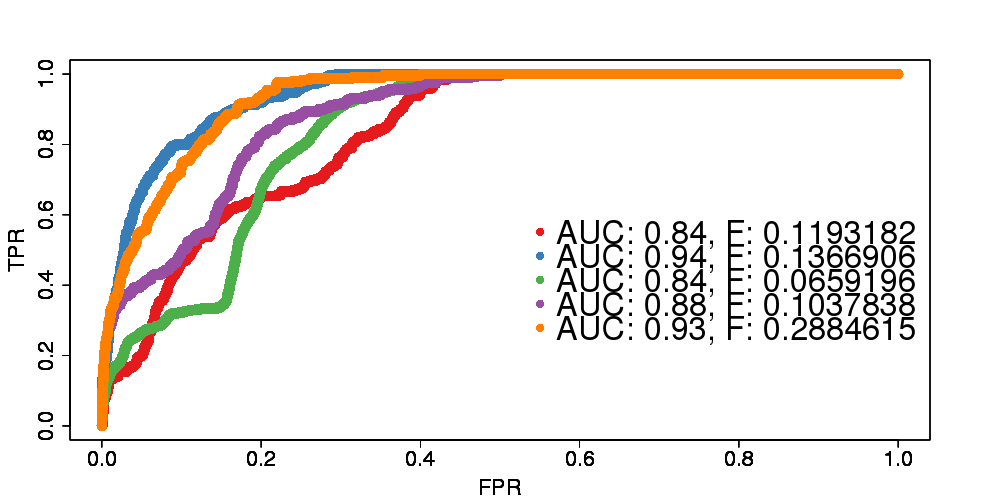 1.0
0.8
0.6
0.4
0.2
0.0
TPR
AUC: 0.84, F: 0.1193182
AUC: 0.94, F: 0.1366906
AUC: 0.84, F: 0.0659196
AUC: 0.88, F: 0.1037838
AUC: 0.93, F: 0.2884615
0.0 0.2 0.4 0.6 0.8 1.0
FPR